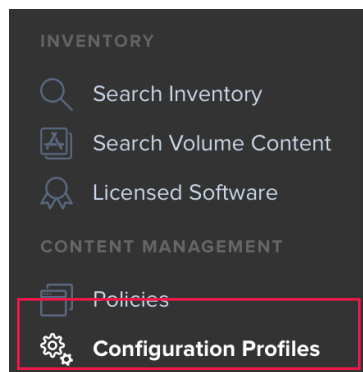 INVENTORY
Search Inventory
Search Volume Content
Licensed Software
CONTENT MANAGEMENT
Policies
Configuration Profiles